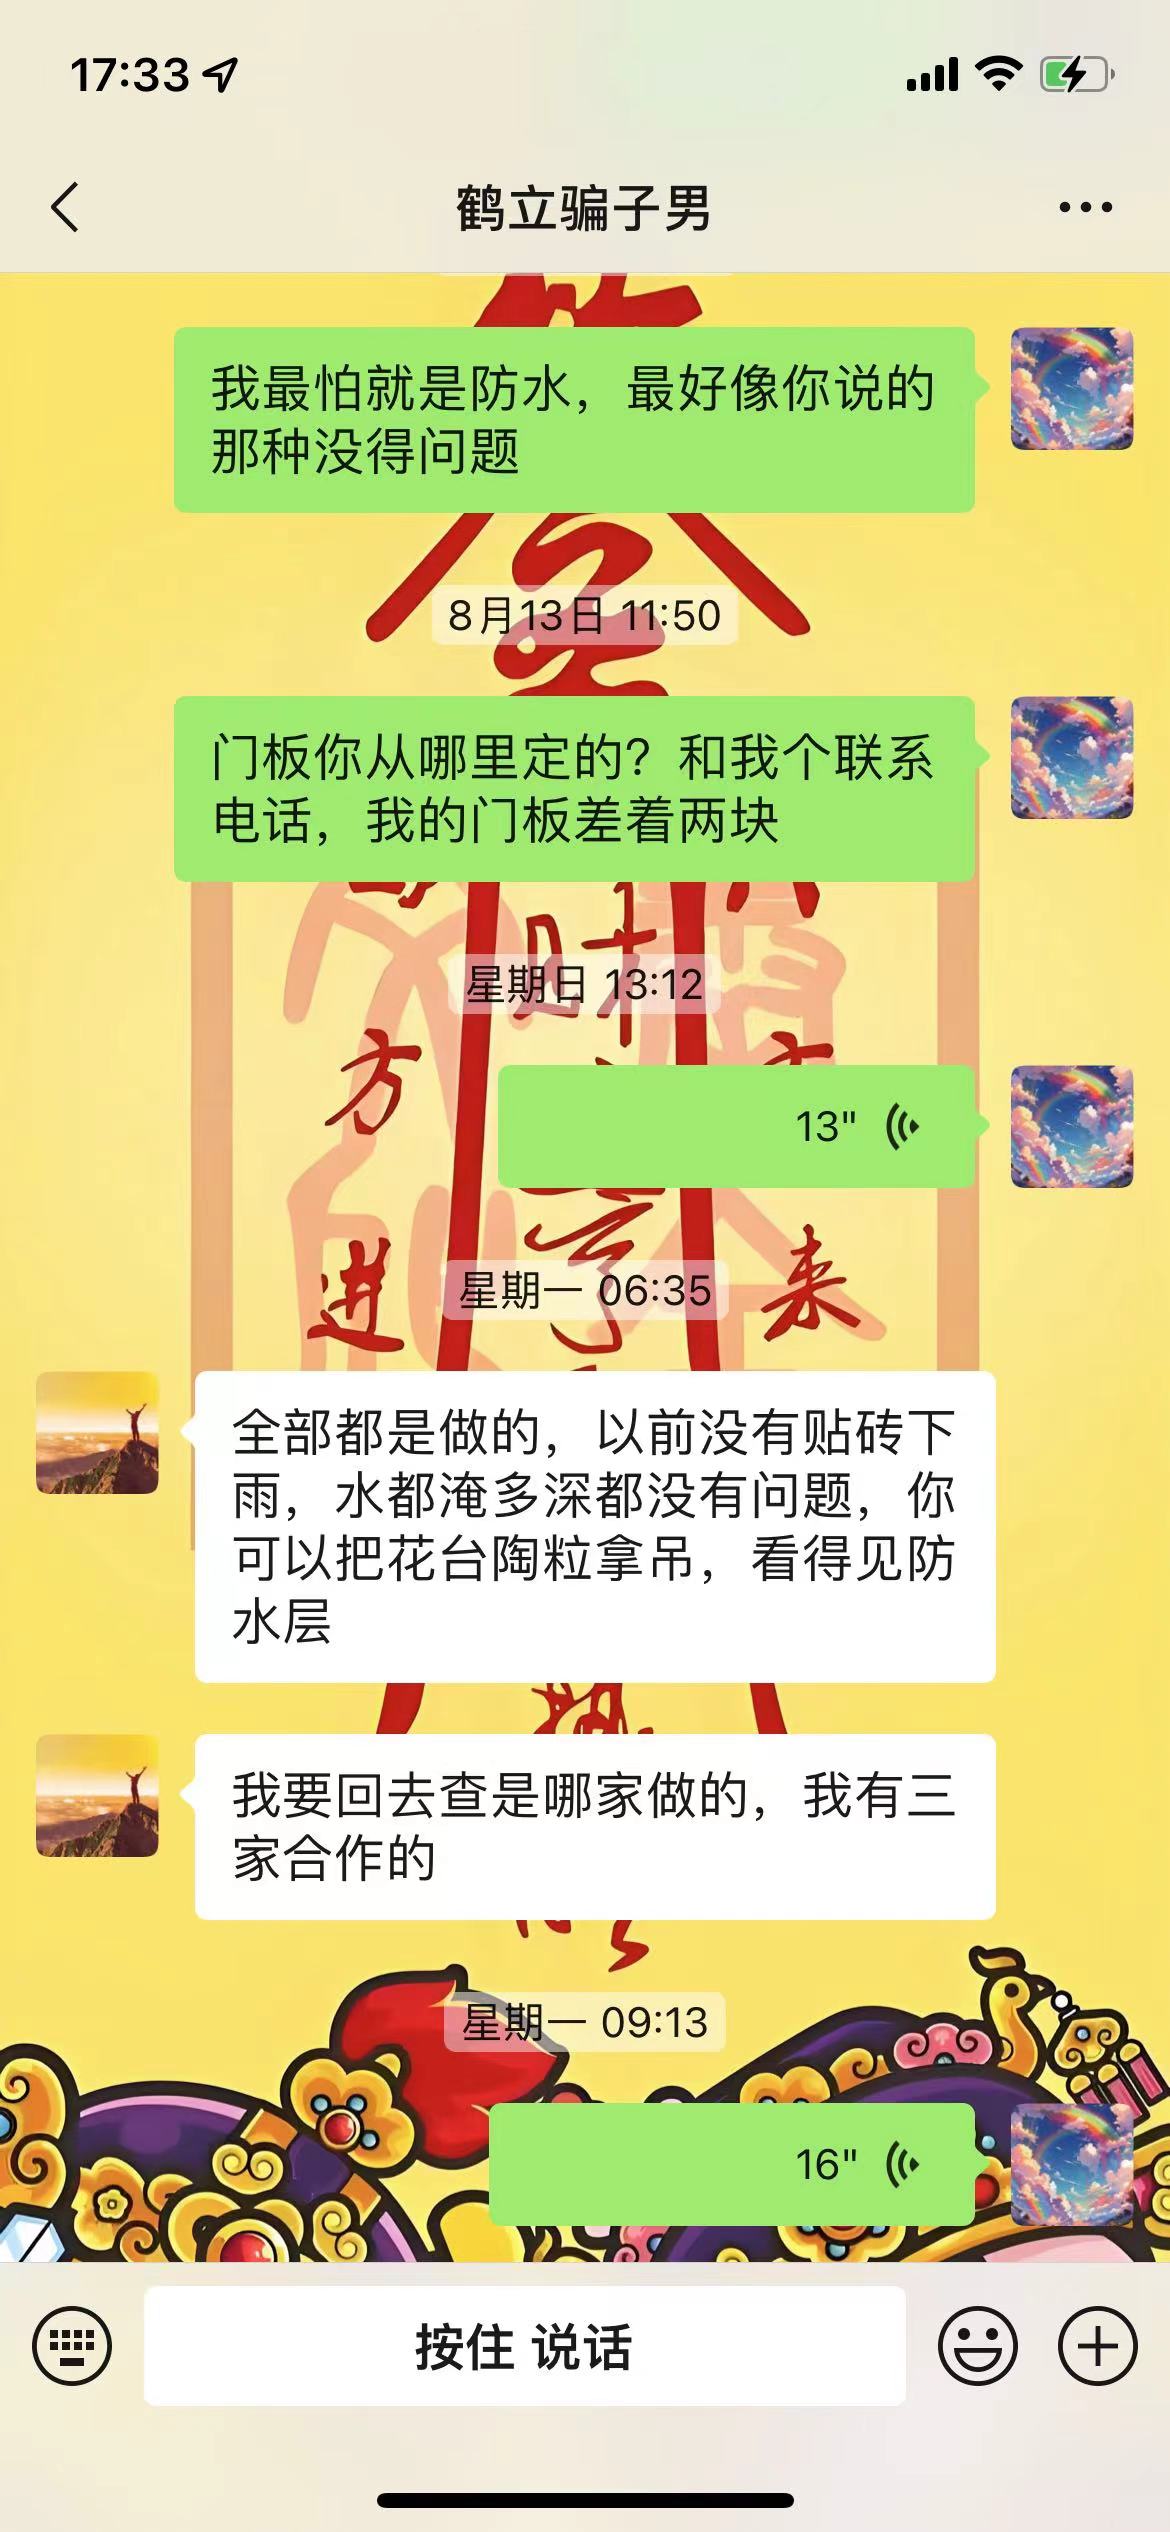 17:33
鹤立骗子男
我最怕就是防水，最好像你说的
那种没得问题
8月13日 11:50
门板你从哪里定的？和我个联系
电话，我的门板差着两块
财
星期日 13:12
方
13"
进
来
星期一 06:35
全部都是做的，以前没有贴砖下
雨，水都淹多深都没有问题，你
可以把花台陶粒拿吊，看得见防
水层
我要回去查是哪家做的，我有三
家合作的
星期一 09:13
16"
按住 说话